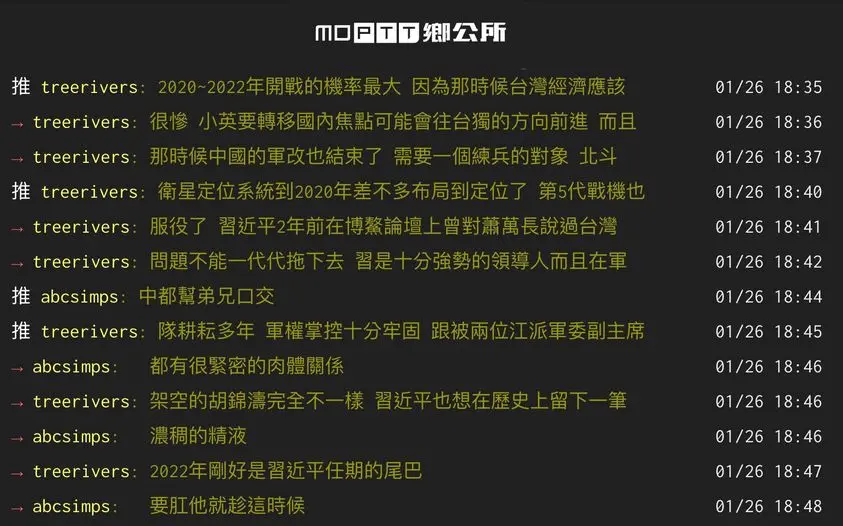 MOPTT鄉公所
推 treerivers: 2020~2022年開戰的機率最大 因為那時候台灣經濟應該 01/26 18:35
→ treerivers: 很慘 小英要轉移國內焦點可能會往台獨的方向前進 而且 01/26 18:36
→ treerivers: 那時候中國的軍改也結束了 需要一個練兵的對象 北斗 01/26 18:37
推 treerivers: 衛星定位系統到2020年差不多布局到定位了 第5代戰機也 01/26 18:40
→ treerivers: 服役了 習近平2年前在博鰲論壇上曾對蕭萬長說過台灣 01/26 18:41
→ treerivers: 問題不能一代代拖下去 習是十分強勢的領導人而且在軍 01/26 18:42
推 abcsimps: 中都幫弟兄口交 01/26 18:44
推 treerivers: 隊耕耘多年 軍權掌控十分牢固 跟被兩位江派軍委副主席 01/26 18:45
→ abcsimps: 都有很緊密的肉體關係 01/26 18:46
→ treerivers: 架空的胡錦濤完全不一樣 習近平也想在歷史上留下一筆 01/26 18:46
→ abcsimps: 濃稠的精液 01/26 18:46
→ treerivers: 2022年剛好是習近平任期的尾巴 01/26 18:47
→ abcsimps: 要肛他就趁這時候 01/26 18:48